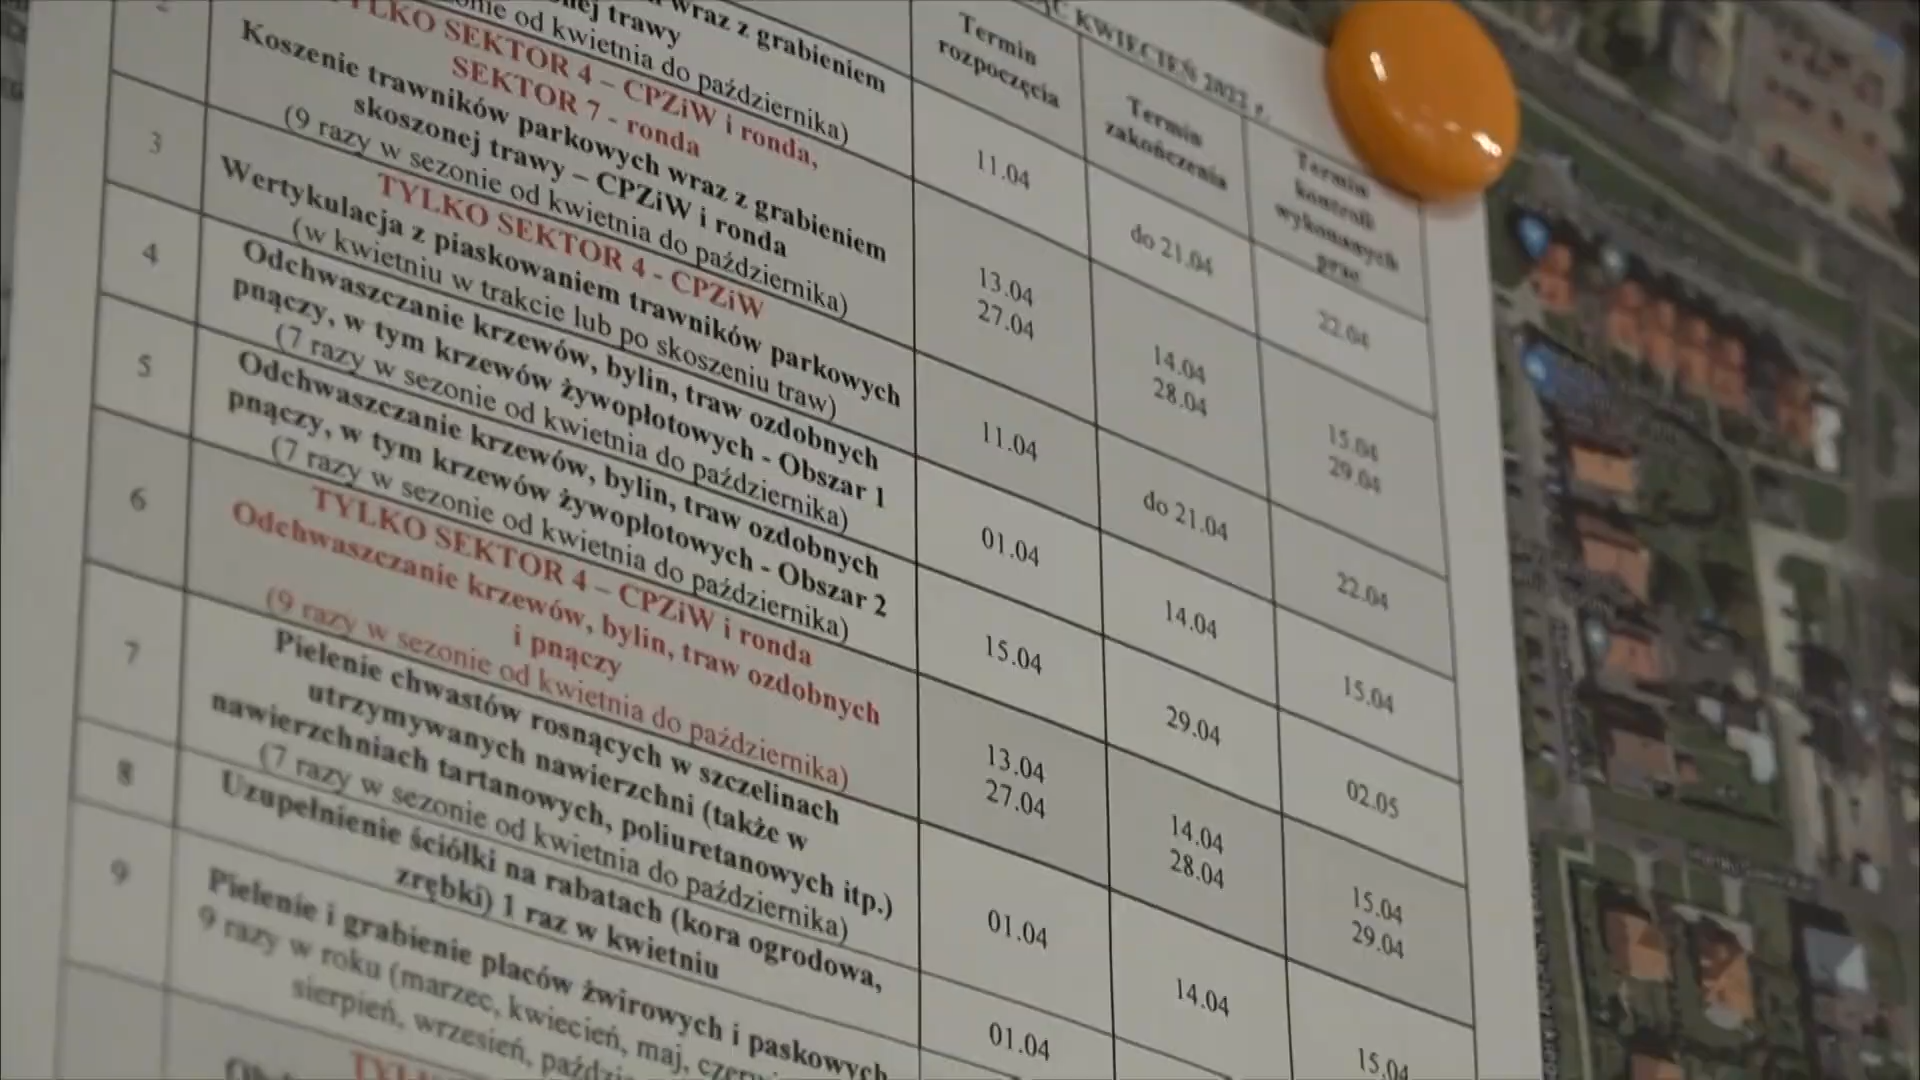 KWIECIEŃ 2022 r.
Termin
rozpoczęcia
Termin
zakończenia
Termin
kontroli
wykonanych
prac
wraz z grabieniem
trawy
od kwietnia do października)
11.04
do 21.04
22.04
TYLKO SEKTOR 4 – CPZiW i ronda,
SEKTOR 7 - ronda
Koszenie trawników parkowych wraz z grabieniem
skoszonej trawy – CPZiW i ronda
(9 razy w sezonie od kwietnia do października)
13.04
27.04
14.04
28.04
15.04
29.04
3
TYLKO SEKTOR 4 - CPZiW
Wertykulacja z piaskowaniem trawników parkowych
(w kwietniu w trakcie lub po skoszeniu traw)
11.04
do 21.04
22.04
4
Odchwaszczanie krzewów, bylin, traw ozdobnych
pnączy, w tym krzewów żywopłotowych - Obszar 1
(7 razy w sezonie od kwietnia do października)
01.04
14.04
15.04
5
Odchwaszczanie krzewów, bylin, traw ozdobnych
pnączy, w tym krzewów żywopłotowych - Obszar 2
(7 razy w sezonie od kwietnia do października)
15.04
29.04
02.05
6
TYLKO SEKTOR 4 – CPZiW i ronda
Odchwaszczanie krzewów, bylin, traw ozdobnych
i pnączy
(9 razy w sezonie od kwietnia do października)
13.04
27.04
14.04
28.04
15.04
29.04
7
Pielenie chwastów rosnących w szczelinach
utrzymywanych nawierzchni (także w
nawierzchniach tartanowych, poliuretanowych itp.)
(7 razy w sezonie od kwietnia do października)
01.04
14.04
15.04
8
Uzupełnienie ściółki na rabatach (kora ogrodowa,
zrębki) 1 raz w kwietniu
01.04
9
Pielenie i grabienie placów żwirowych i paskowych
9 razy w roku (marzec, kwiecień, maj,
sierpień, wrzesień,